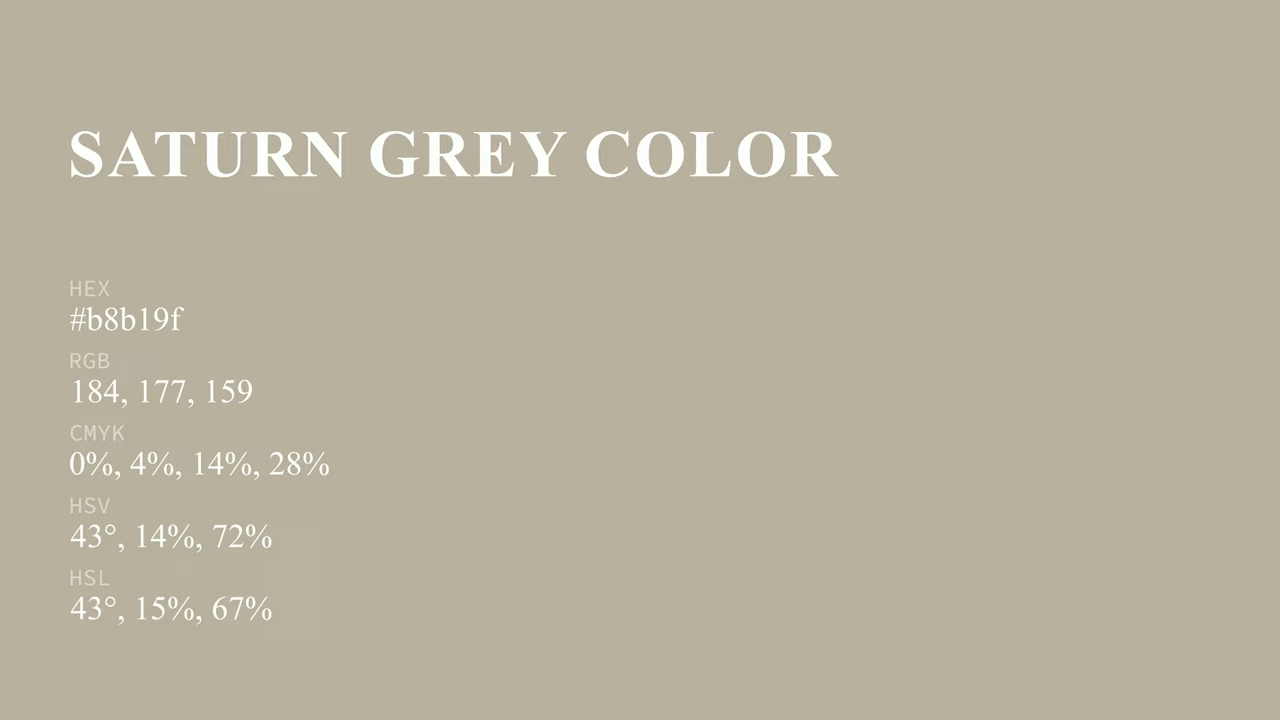 SATURN GREY COLOR
HEX
#b8b19f
RGB
184, 177, 159
CMYK
0%, 4%, 14%, 28%
HSV
43°, 14%, 72%
HSL
43°, 15%, 67%